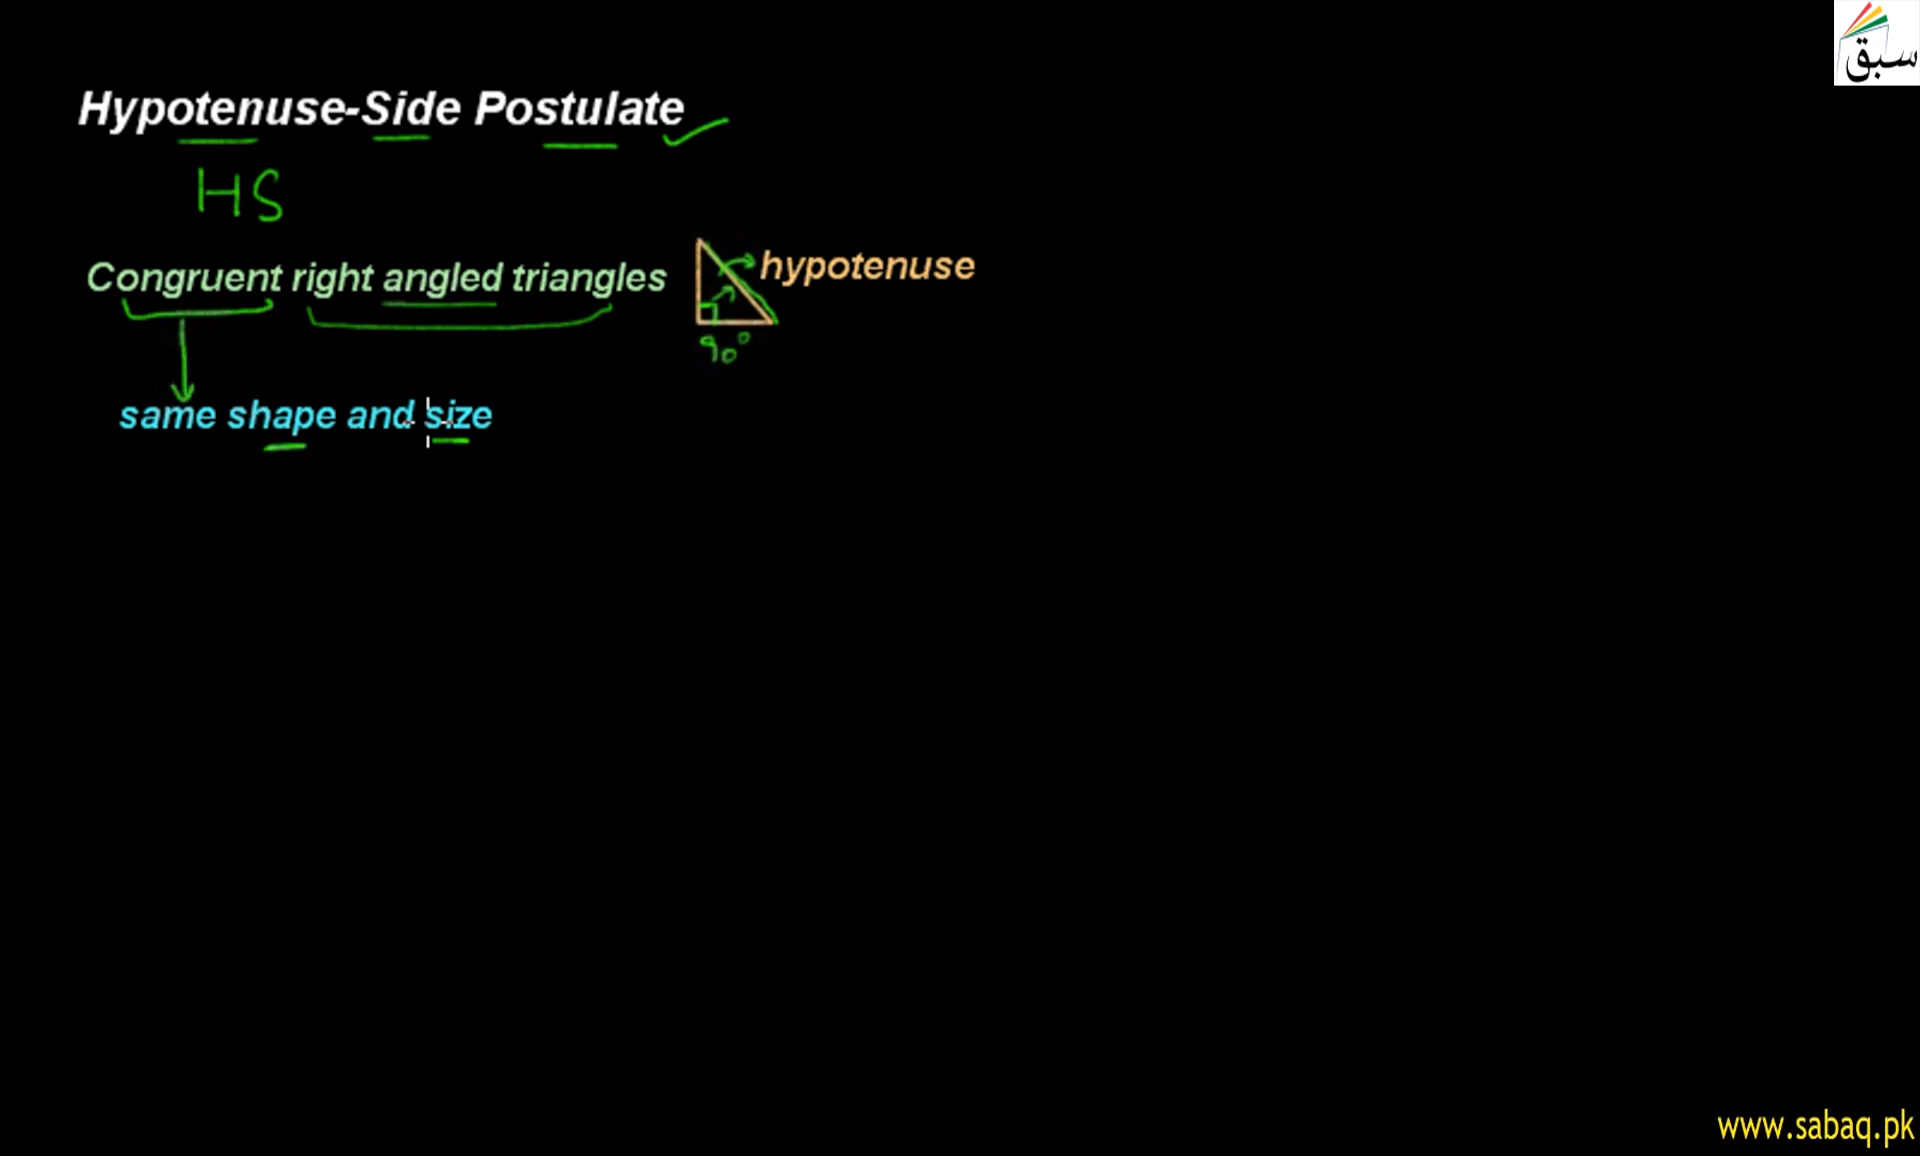 سبق
Hypotenuse-Side Postulate
HS
Congruent right angled triangles
hypotenuse
90°
same shape and size
www.sabaq.pk